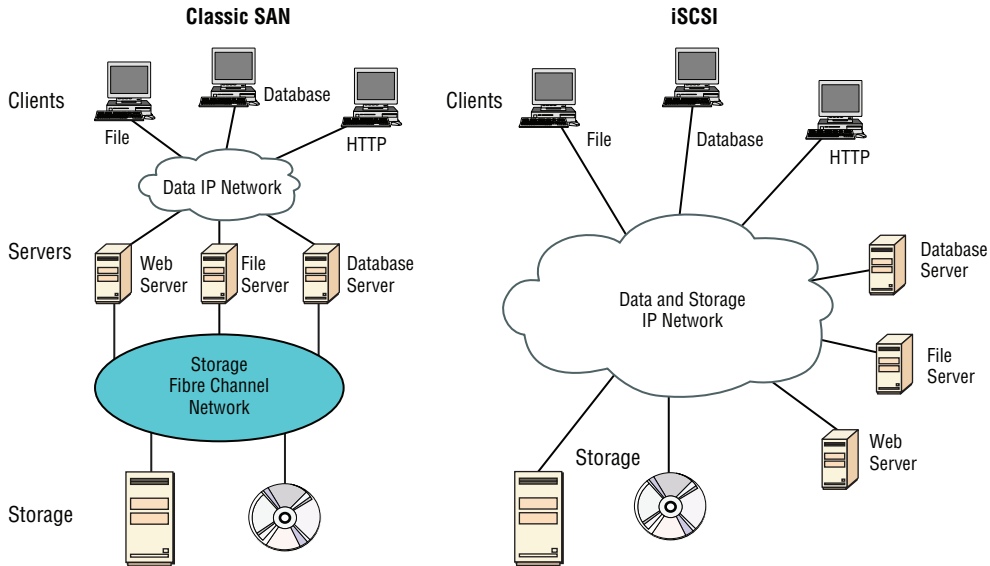 Classic SAN
Clients
File
Database
HTTP
Data IP Network
Servers
Web
Server
File
Server
Database
Server
Storage
Fibre Channel
Network
Storage
iSCSI
Clients
File
Database
HTTP
Data and Storage
IP Network
Database
Server
File
Server
Web
Server
Storage